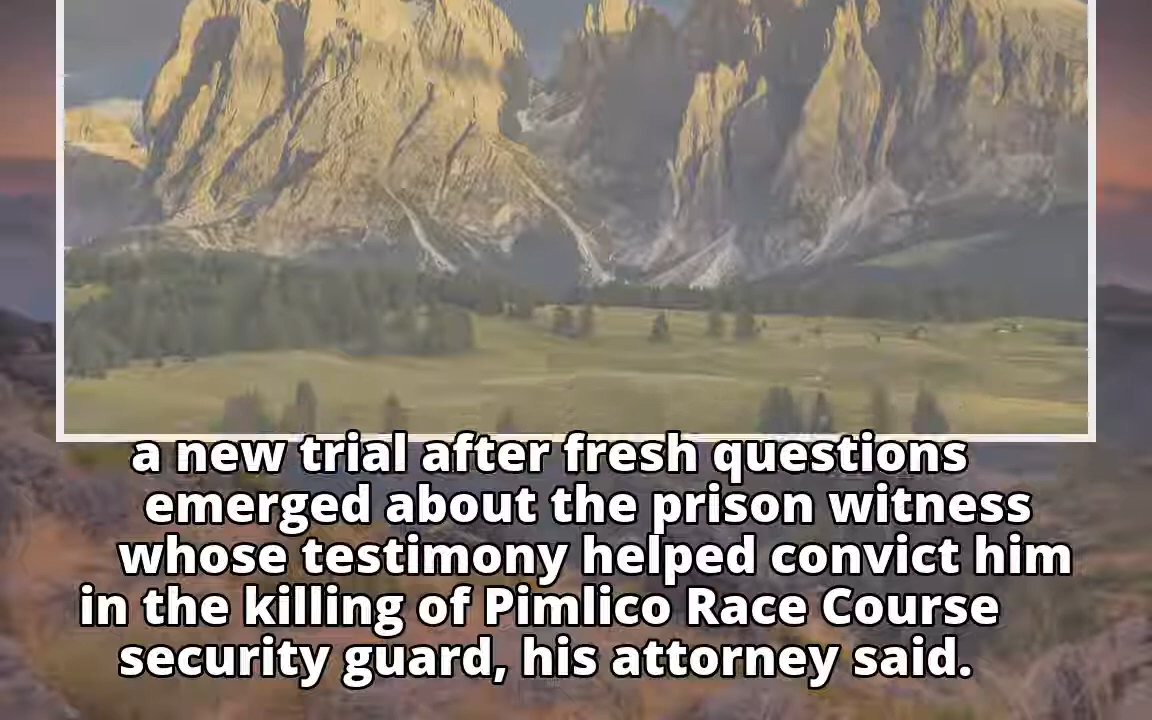 a new trial after fresh questions
emerged about the prison witness
whose testimony helped convict him
in the killing of Pimlico Race Course
security guard, his attorney said.